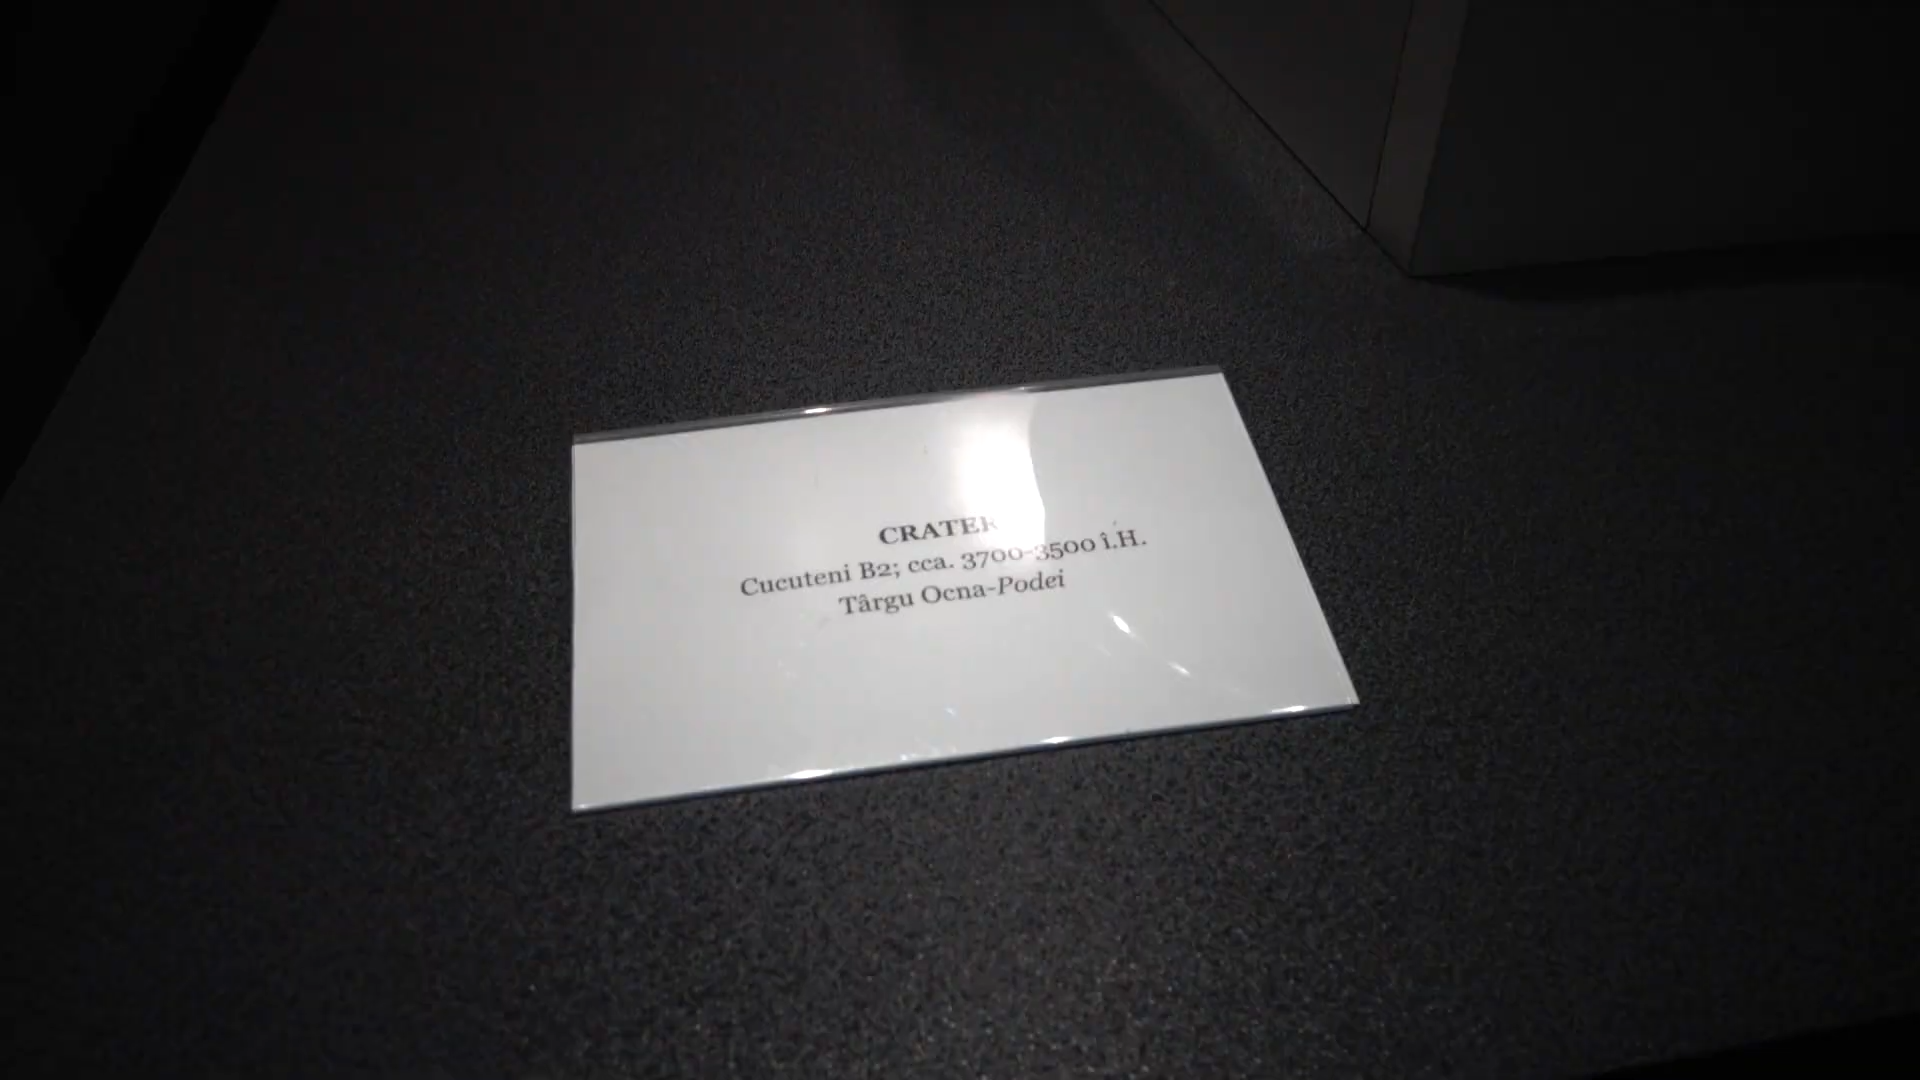 CRATER
Cucuteni B2; cca. 3700-3500 î.H.
Târgu Ocna-Podei